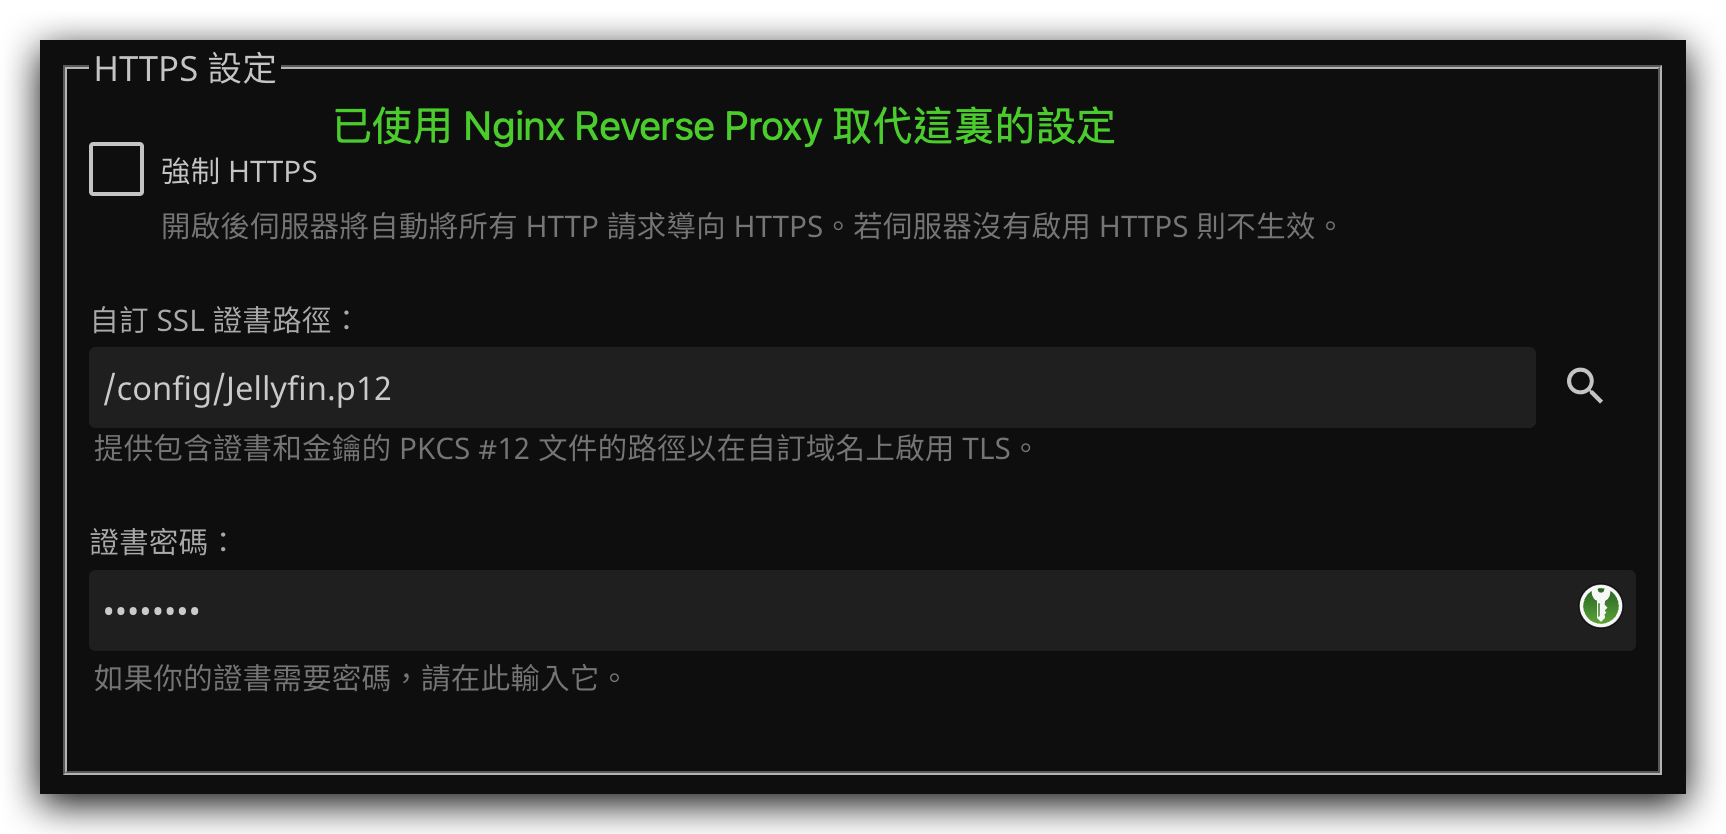 HTTPS 設定
已使用 Nginx Reverse Proxy 取代這裏的設定
強制 HTTPS
開啟後伺服器將自動將所有 HTTP 請求導向 HTTPS。若伺服器沒有啟用 HTTPS 則不生效。
自訂 SSL 證書路徑：
/config/Jellyfin.p12
提供包含證書和金鑰的 PKCS #12 文件的路徑以在自訂域名上啟用 TLS。
證書密碼：
••••••••
如果你的證書需要密碼，請在此輸入它。